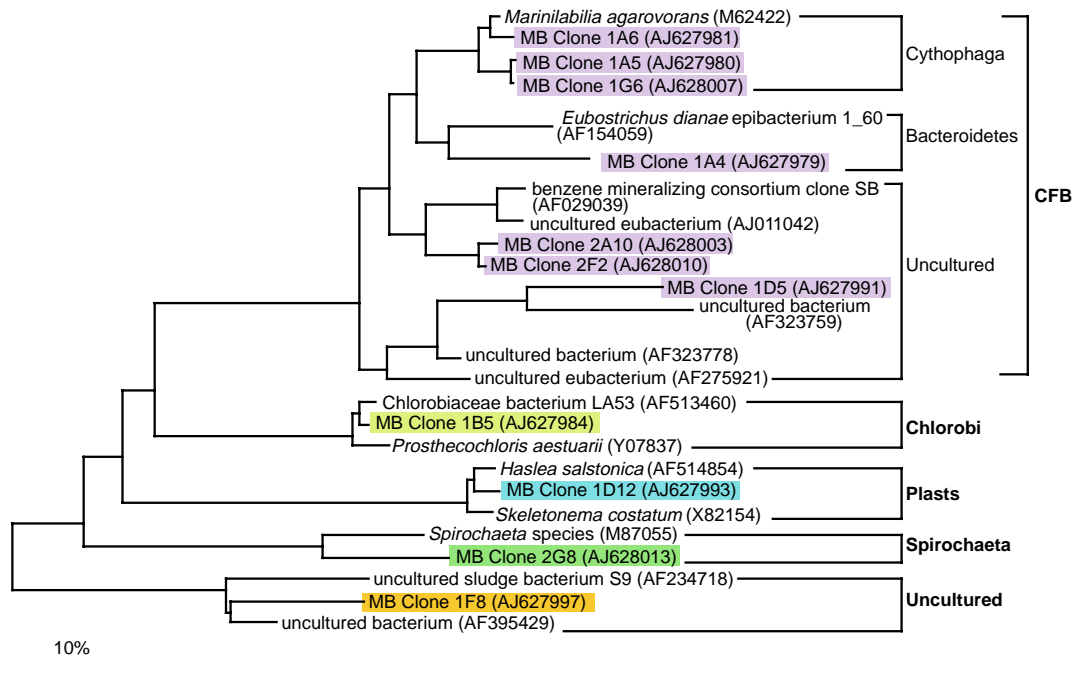 Marinilabilia agarovorans (M62422)
MB Clone 1A6 (AJ627981)
Cythophaga
MB Clone 1A5 (AJ627980)
MB Clone 1G6 (AJ628007)
Eubostrichus dianae epibacterium 1_60
(AF154059)
Bacteroidetes
MB Clone 1A4 (AJ627979)
benzene mineralizing consortium clone SB
(AF029039)
CFB
uncultured eubacterium (AJ011042)
MB Clone 2A10 (AJ628003)
MB Clone 2F2 (AJ628010)
Uncultured
MB Clone 1D5 (AJ627991)
uncultured bacterium
(AF323759)
uncultured bacterium (AF323778)
uncultured eubacterium (AF275921)
Chlorobiaceae bacterium LA53 (AF513460)
MB Clone 1B5 (AJ627984)
Chlorobi
Prosthecochloris aestuarii (Y07837)
Haslea salstonica (AF514854)
MB Clone 1D12 (AJ627993)
Plasts
Skeletonema costatum (X82154)
Spirochaeta species (M87055)
Spirochaeta
MB Clone 2G8 (AJ628013)
uncultured sludge bacterium S9 (AF234718)
MB Clone 1F8 (AJ627997)
Uncultured
uncultured bacterium (AF395429)
10%